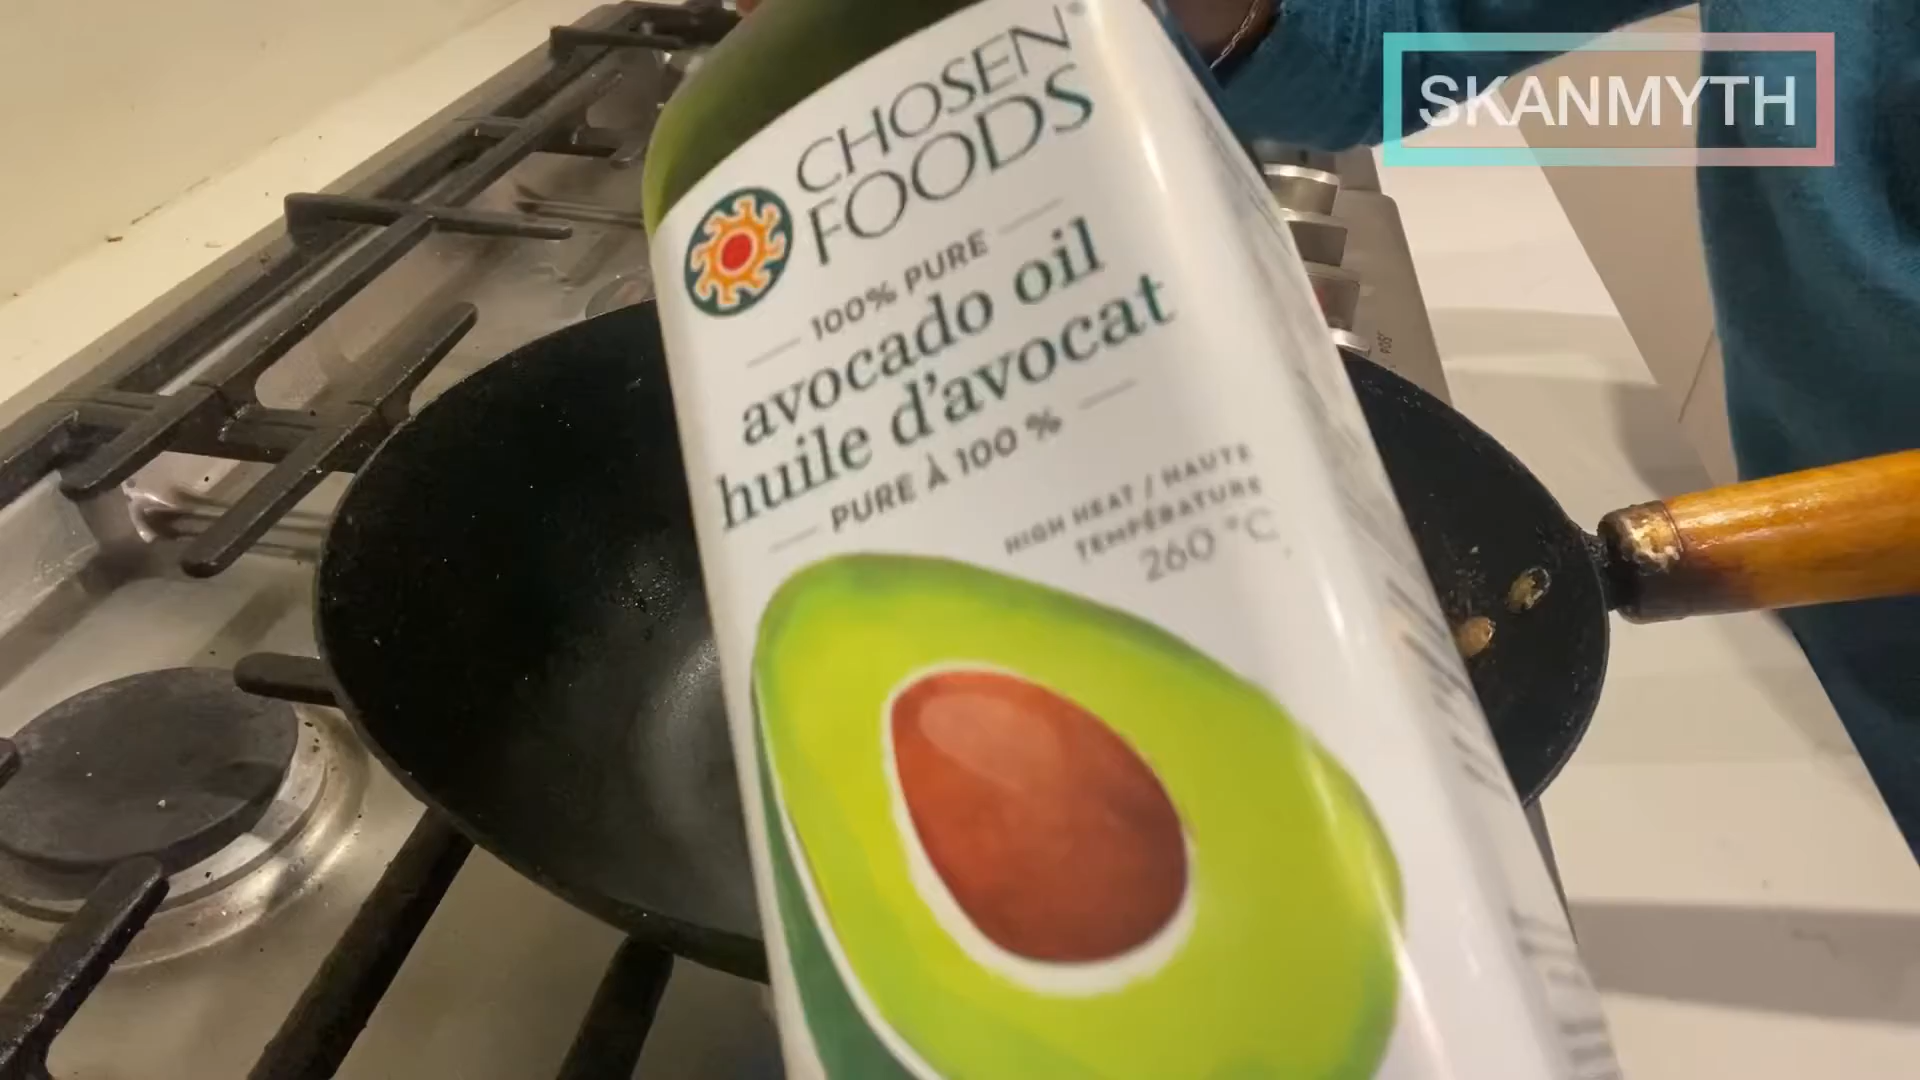 SKANMYTH
CHOSEN
FOODS
100% PURE
avocado oil
huile d'avocat
PURE À 100 %
HIGH HEAT / HAUTE
TEMPÉRATURE
260 °C